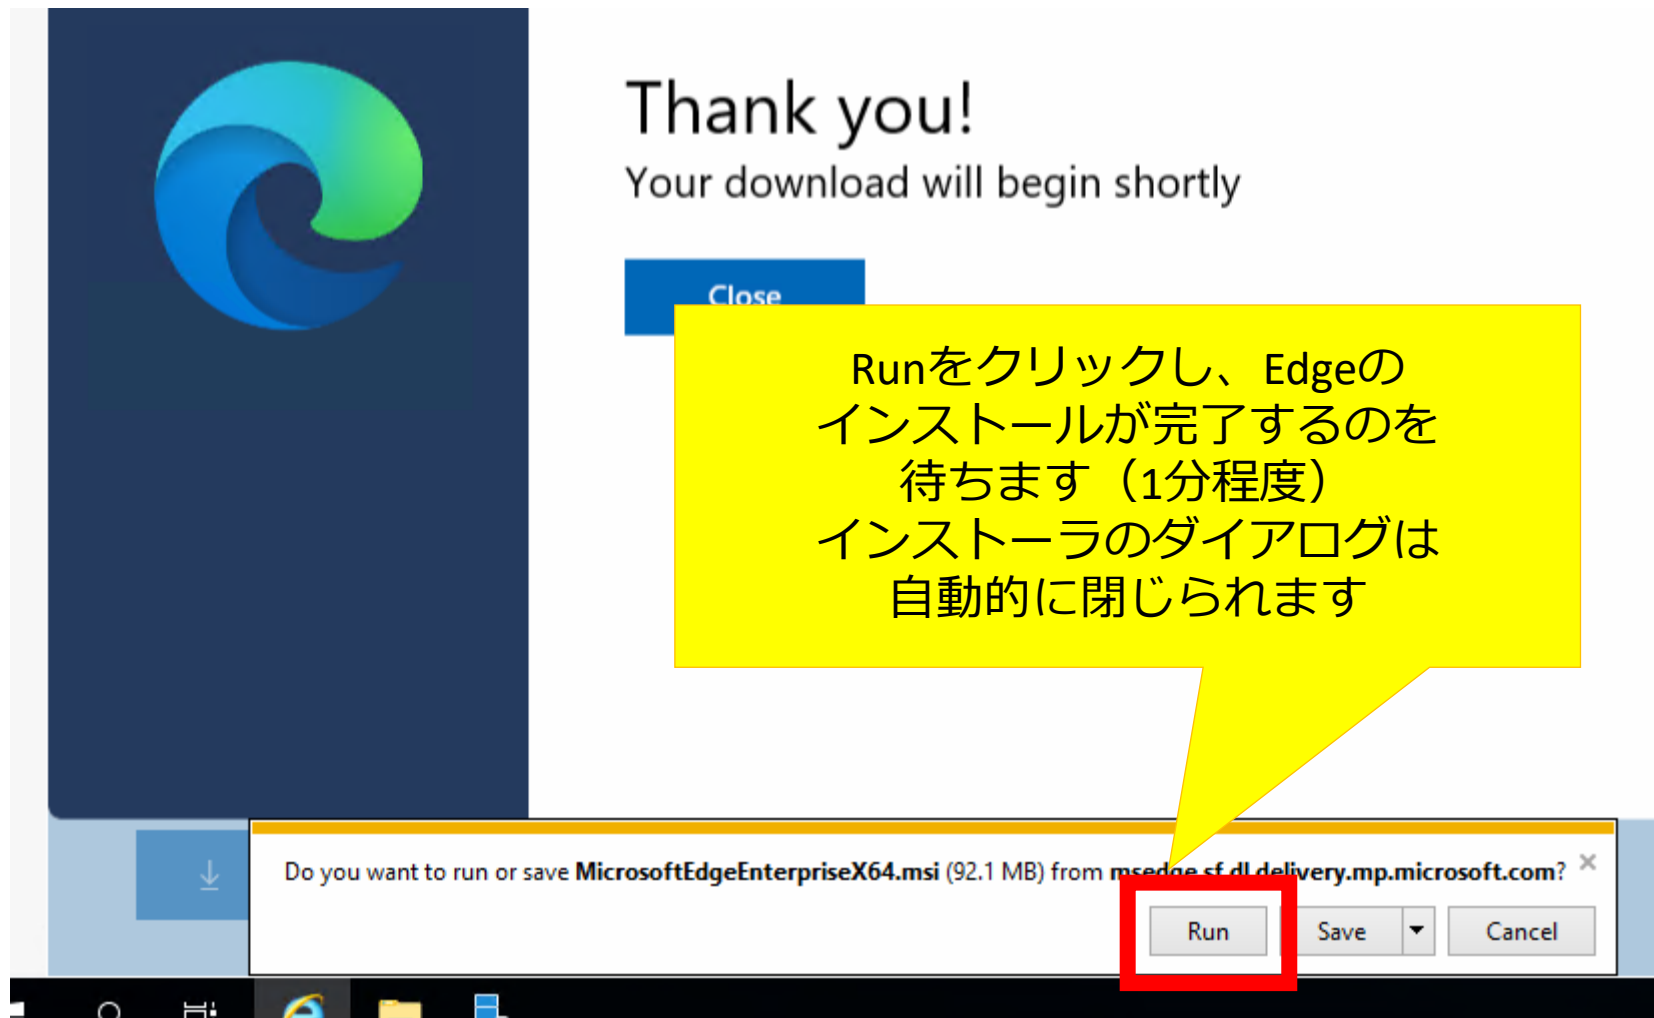 Thank you!
Your download will begin shortly
Close
Runをクリックし、Edgeの
インストールが完了するのを
待ちます（1分程度）
インストーラのダイアログは
自動的に閉じられます
Do you want to run or save MicrosoftEdgeEnterpriseX64.msi (92.1 MB) from msedge.sf.dl.delivery.mp.microsoft.com?
Run
Save
Cancel